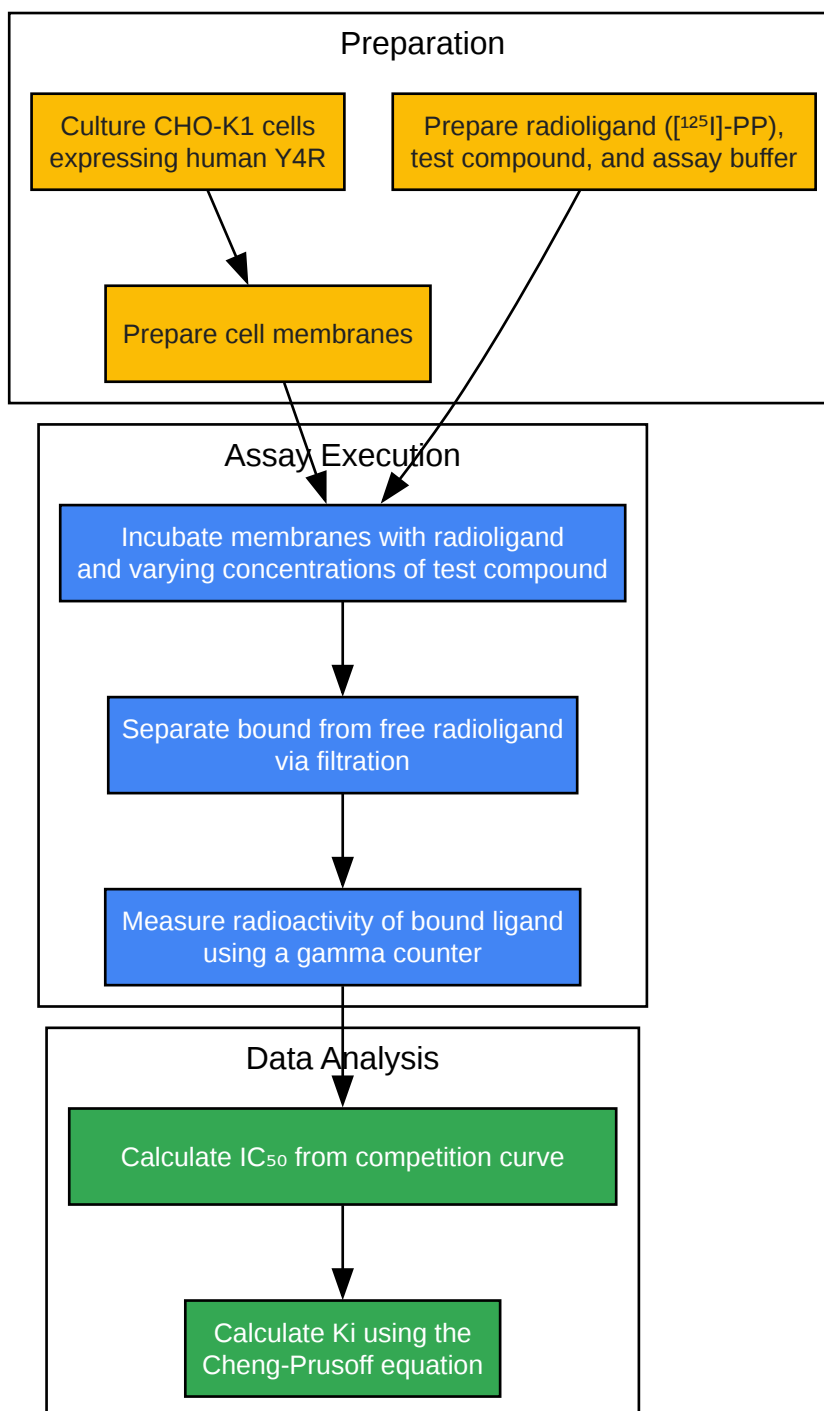 Preparation
Culture CHO-K1 cells
expressing human Y4R
Prepare radioligand ([¹²⁵I]-PP),
test compound, and assay buffer
Prepare cell membranes
Assay Execution
Incubate membranes with radioligand
and varying concentrations of test compound
Separate bound from free radioligand
via filtration
Measure radioactivity of bound ligand
using a gamma counter
Data Analysis
Calculate IC₅₀ from competition curve
Calculate Ki using the
Cheng-Prusoff equation